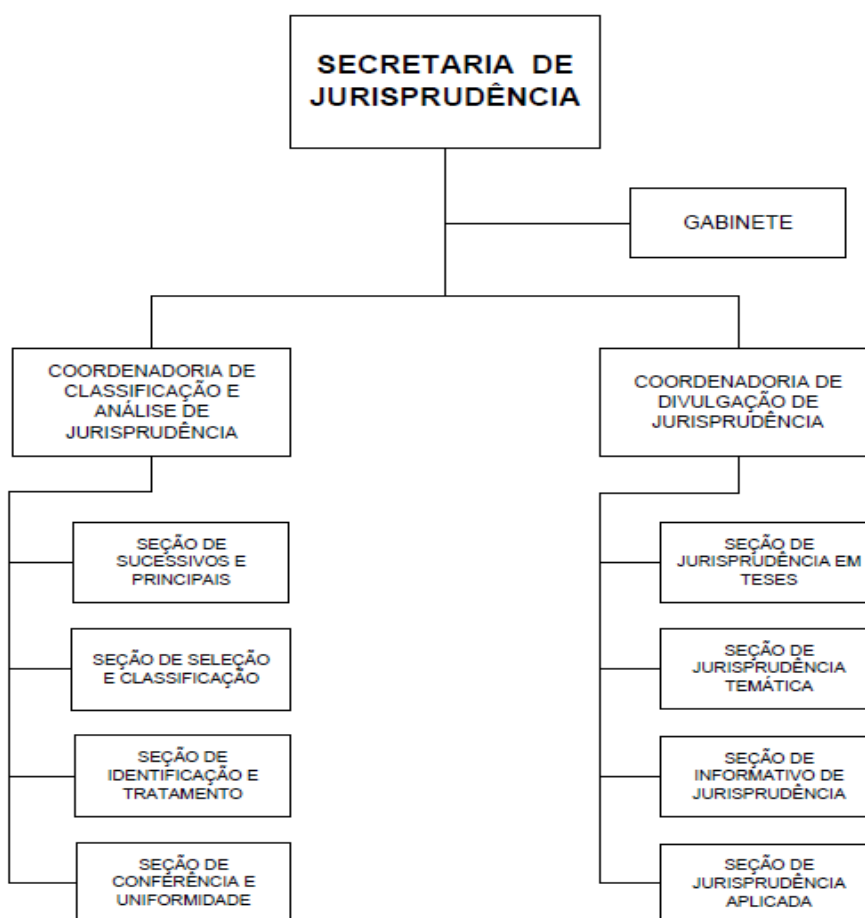 SECRETARIA DE
JURISPRUDÊNCIA
GABINETE
COORDENADORIA DE
CLASSIFICAÇÃO E
ANÁLISE DE
JURISPRUDÊNCIA
COORDENADORIA DE
DIVULGAÇÃO DE
JURISPRUDÊNCIA
SEÇÃO DE
SUCESSIVOS E
PRINCIPAIS
SEÇÃO DE
JURISPRUDÊNCIA EM
TESES
SEÇÃO DE SELEÇÃO
E CLASSIFICAÇÃO
SEÇÃO DE
JURISPRUDÊNCIA
TEMÁTICA
SEÇÃO DE
IDENTIFICAÇÃO E
TRATAMENTO
SEÇÃO DE
INFORMATIVO DE
JURISPRUDÊNCIA
SEÇÃO DE
CONFERÊNCIA E
UNIFORMIDADE
SEÇÃO DE
JURISPRUDÊNCIA
APLICADA